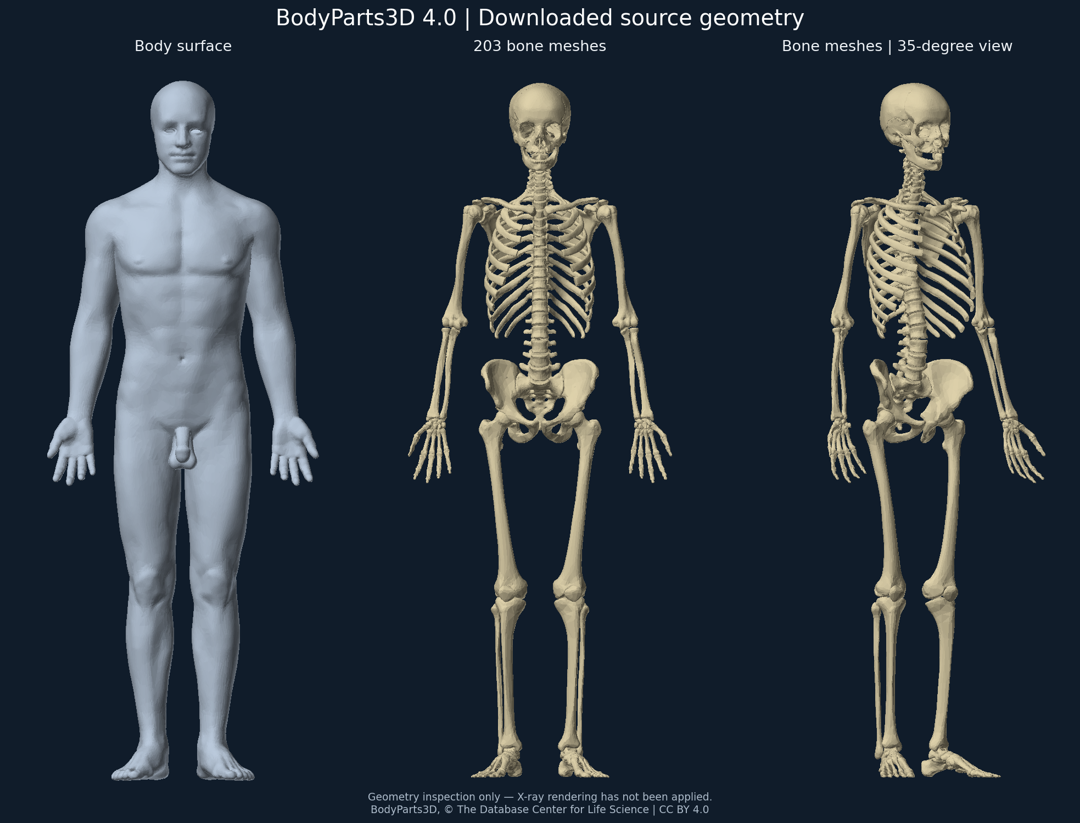 BodyParts3D 4.0 | Downloaded source geometry
Body surface
203 bone meshes
Bone meshes | 35-degree view
Geometry inspection only — X-ray rendering has not been applied.
BodyParts3D, © The Database Center for Life Science | CC BY 4.0